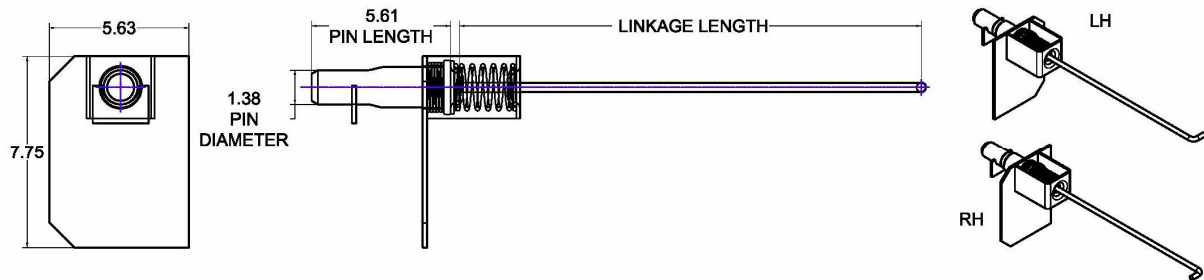 5.63
7.75
5.61
PIN LENGTH
LINKAGE LENGTH
1.38
PIN
DIAMETER
LH
RH